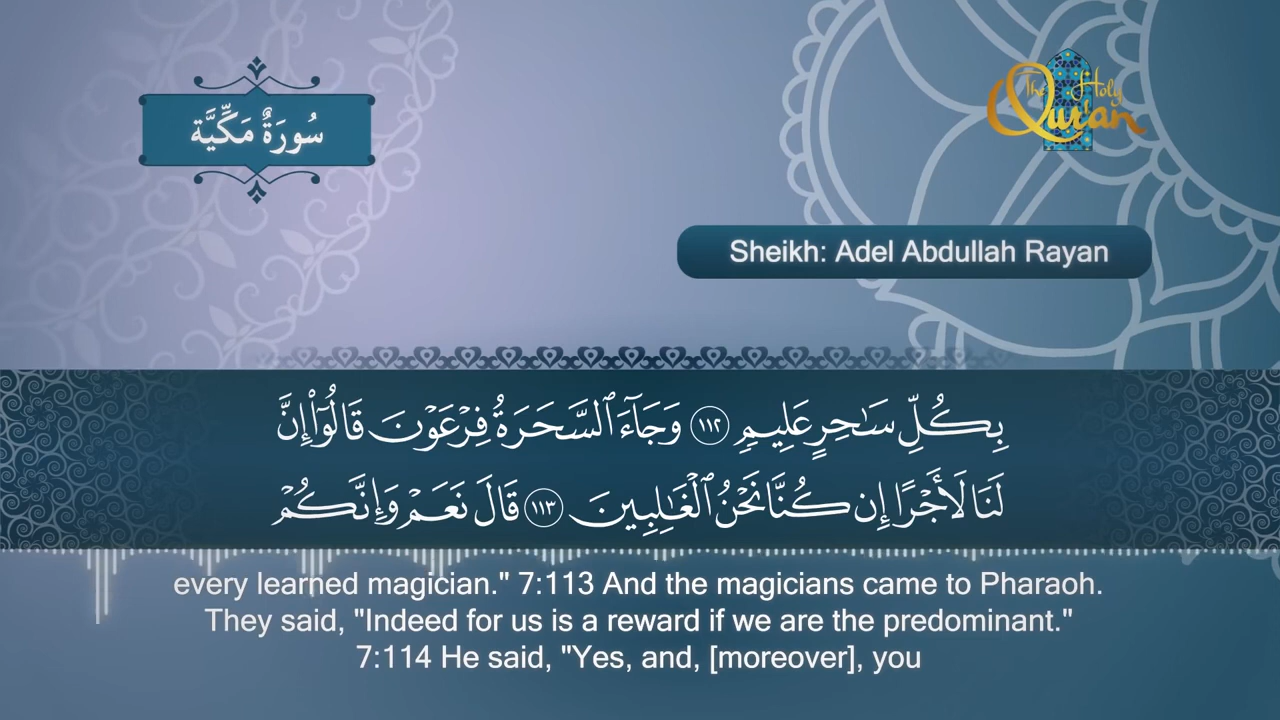 سُورَةٌ مَكِّيَّة
The Holy
Qur'an
Sheikh: Adel Abdullah Rayan
بِكُلِّ سَٰحِرٍ عَلِيمٍ ١١٢ وَجَآءَ ٱلسَّحَرَةُ فِرْعَوْنَ قَالُوٓا۟ إِنَّ
لَنَا لَأَجْرًا إِن كُنَّا نَحْنُ ٱلْغَٰلِبِينَ ١١٣ قَالَ نَعَمْ وَإِنَّكُمْ
every learned magician." 7:113 And the magicians came to Pharaoh.
They said, "Indeed for us is a reward if we are the predominant."
7:114 He said, "Yes, and, [moreover], you